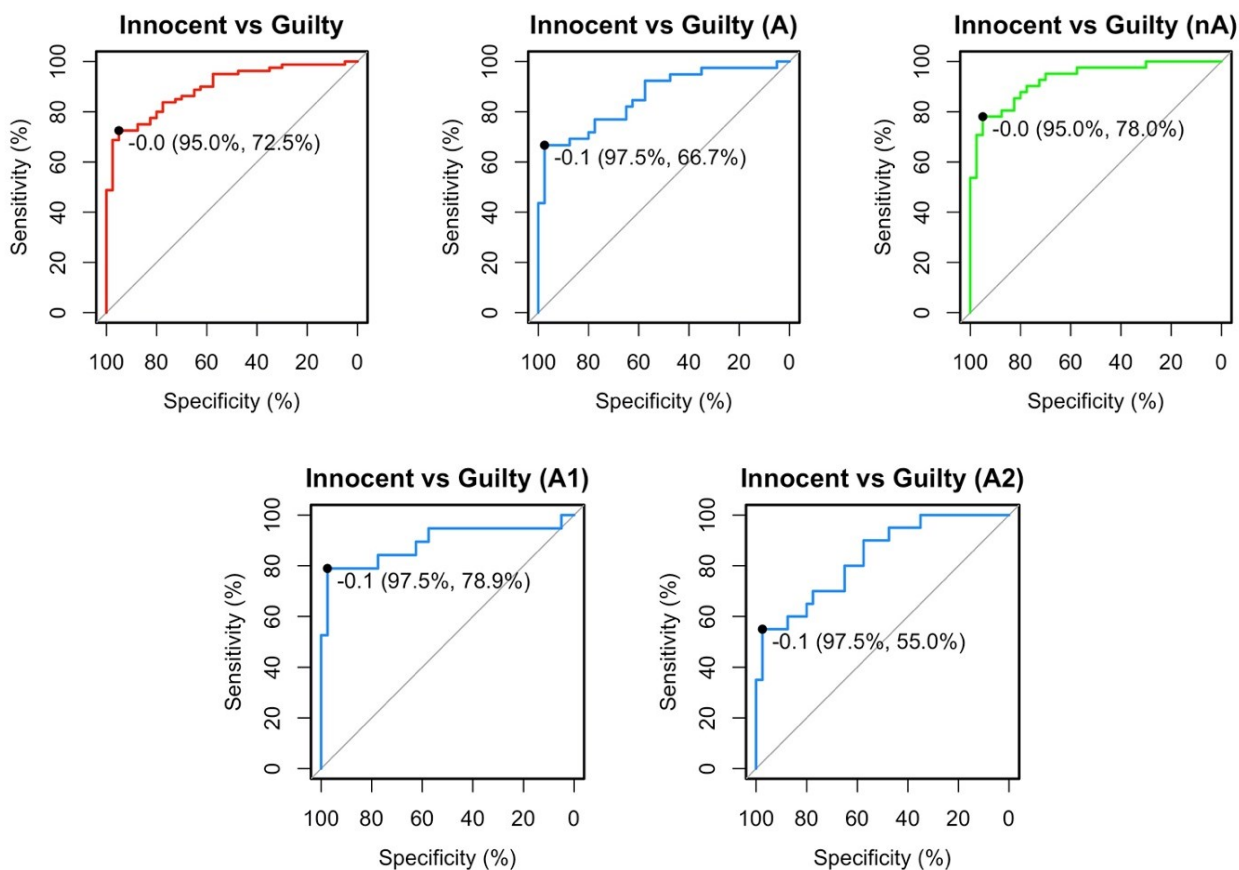 Innocent vs Guilty
Sensitivity (%)
100
80
60
40
20
0
-0.0 (95.0%, 72.5%)
100 80 60 40 20 0
Specificity (%)
Innocent vs Guilty (A)
Sensitivity (%)
100
80
60
40
20
0
-0.1 (97.5%, 66.7%)
100 80 60 40 20 0
Specificity (%)
Innocent vs Guilty (nA)
Sensitivity (%)
100
80
60
40
20
0
-0.0 (95.0%, 78.0%)
100 80 60 40 20 0
Specificity (%)
Innocent vs Guilty (A1)
Sensitivity (%)
100
80
60
40
20
0
-0.1 (97.5%, 78.9%)
100 80 60 40 20 0
Specificity (%)
Innocent vs Guilty (A2)
Sensitivity (%)
100
80
60
40
20
0
-0.1 (97.5%, 55.0%)
100 80 60 40 20 0
Specificity (%)